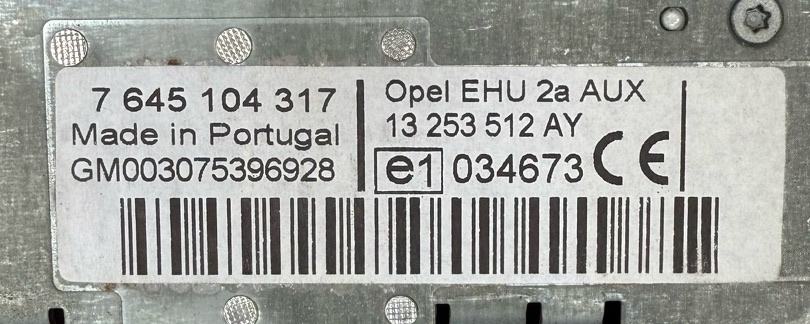 7 645 104 317
Made in Portugal
GM003075396928
Opel EHU 2a AUX
13 253 512 AY
e1 034673 CE